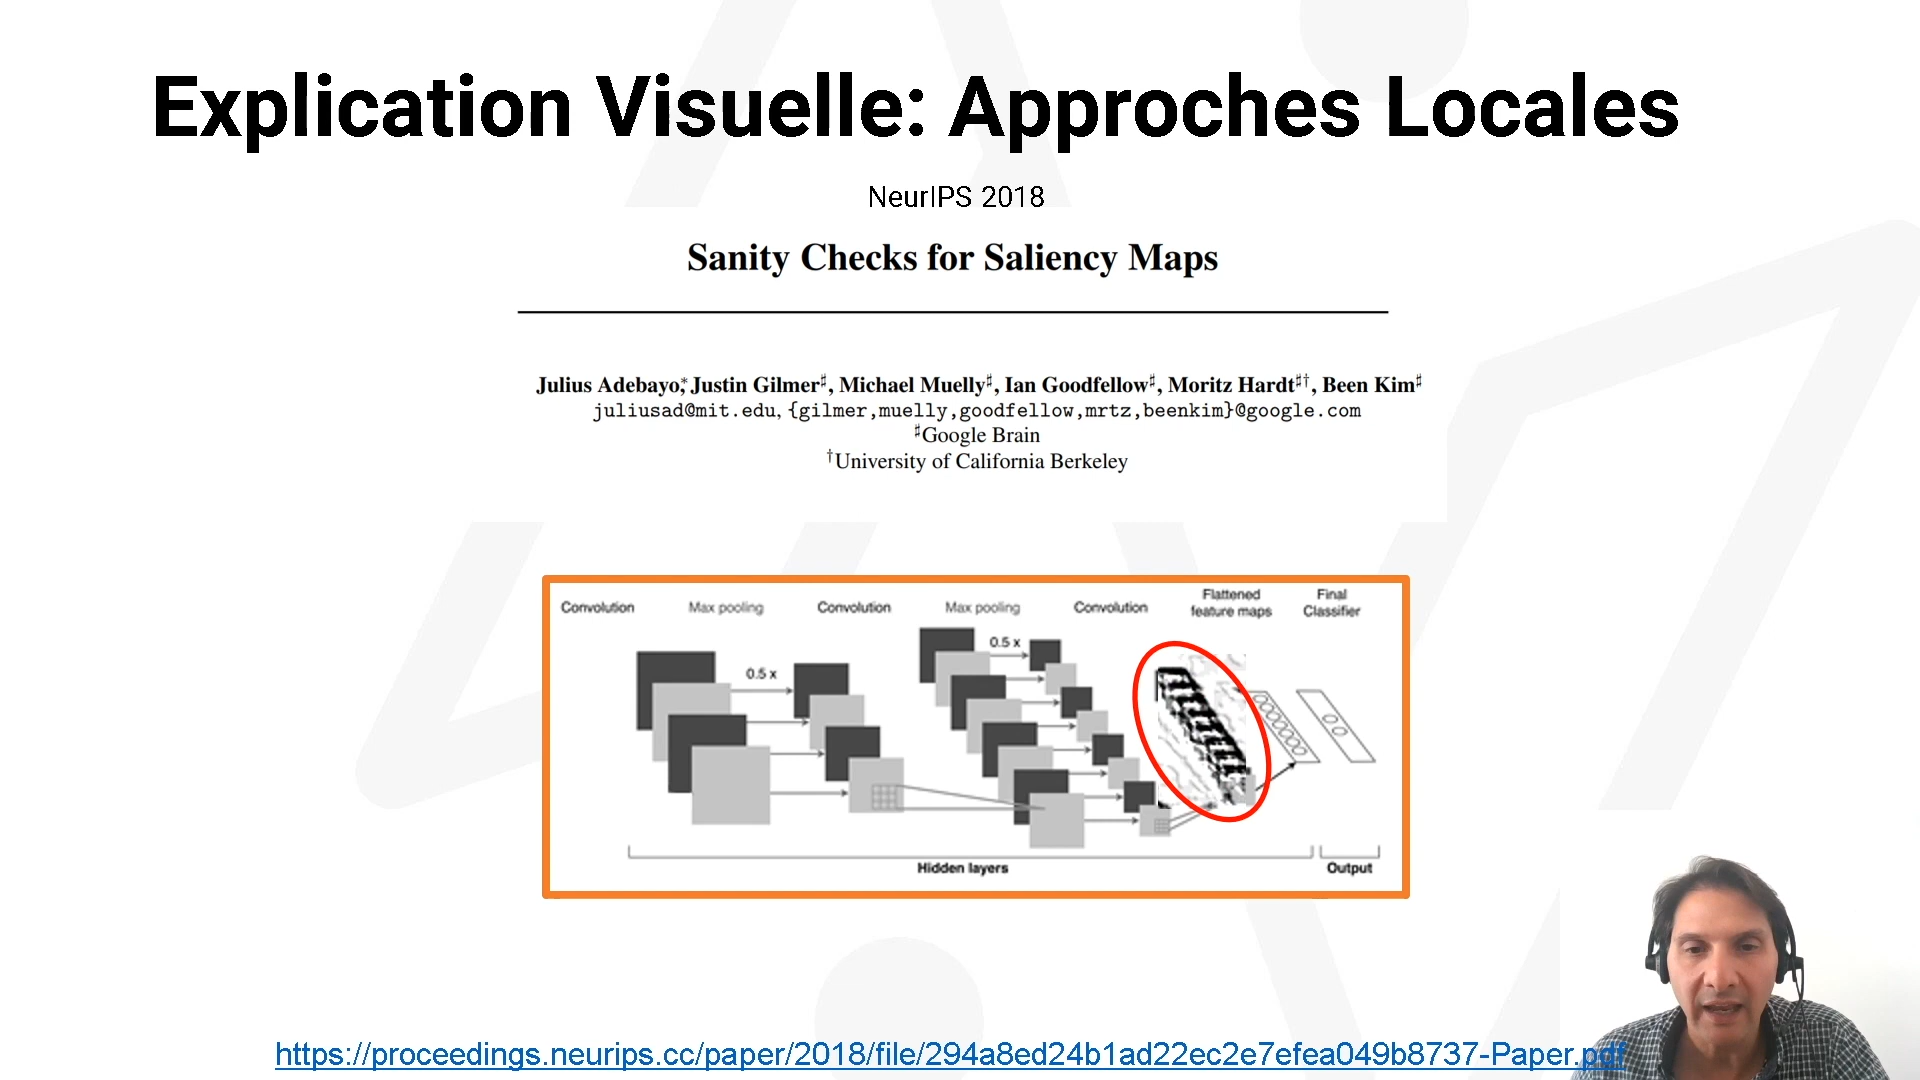 Explication Visuelle: Approches Locales
NeurIPS 2018
Sanity Checks for Saliency Maps
Julius Adebayo,* Justin Gilmer♯, Michael Muelly♯, Ian Goodfellow♯, Moritz Hardt♯†, Been Kim♯
juliusad@mit.edu, {gilmer,muelly,goodfellow,mrtz,beenkim}@google.com
♯Google Brain
†University of California Berkeley
Convolution Max pooling Convolution Max pooling Convolution Flattened feature maps Final Classifier
0.5 x
0.5 x
Hidden layers Output
https://proceedings.neurips.cc/paper/2018/file/294a8ed24b1ad22ec2e7efea049b8737-Paper.pdf